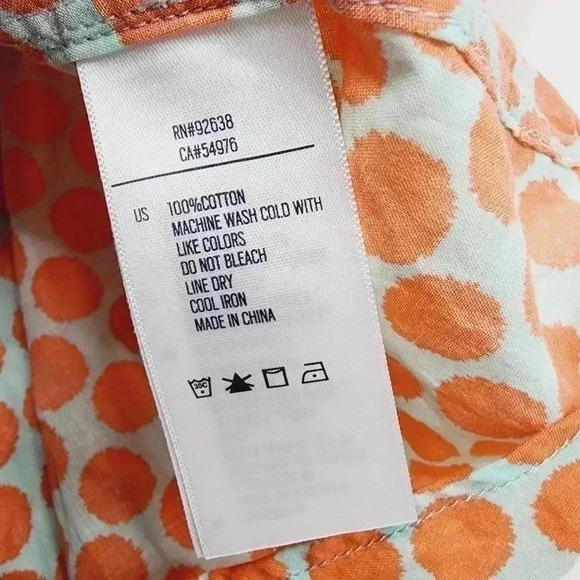 RN#92638
CA#54976
US 100%COTTON
MACHINE WASH COLD WITH
LIKE COLORS
DO NOT BLEACH
LINE DRY
COOL IRON
MADE IN CHINA
30C